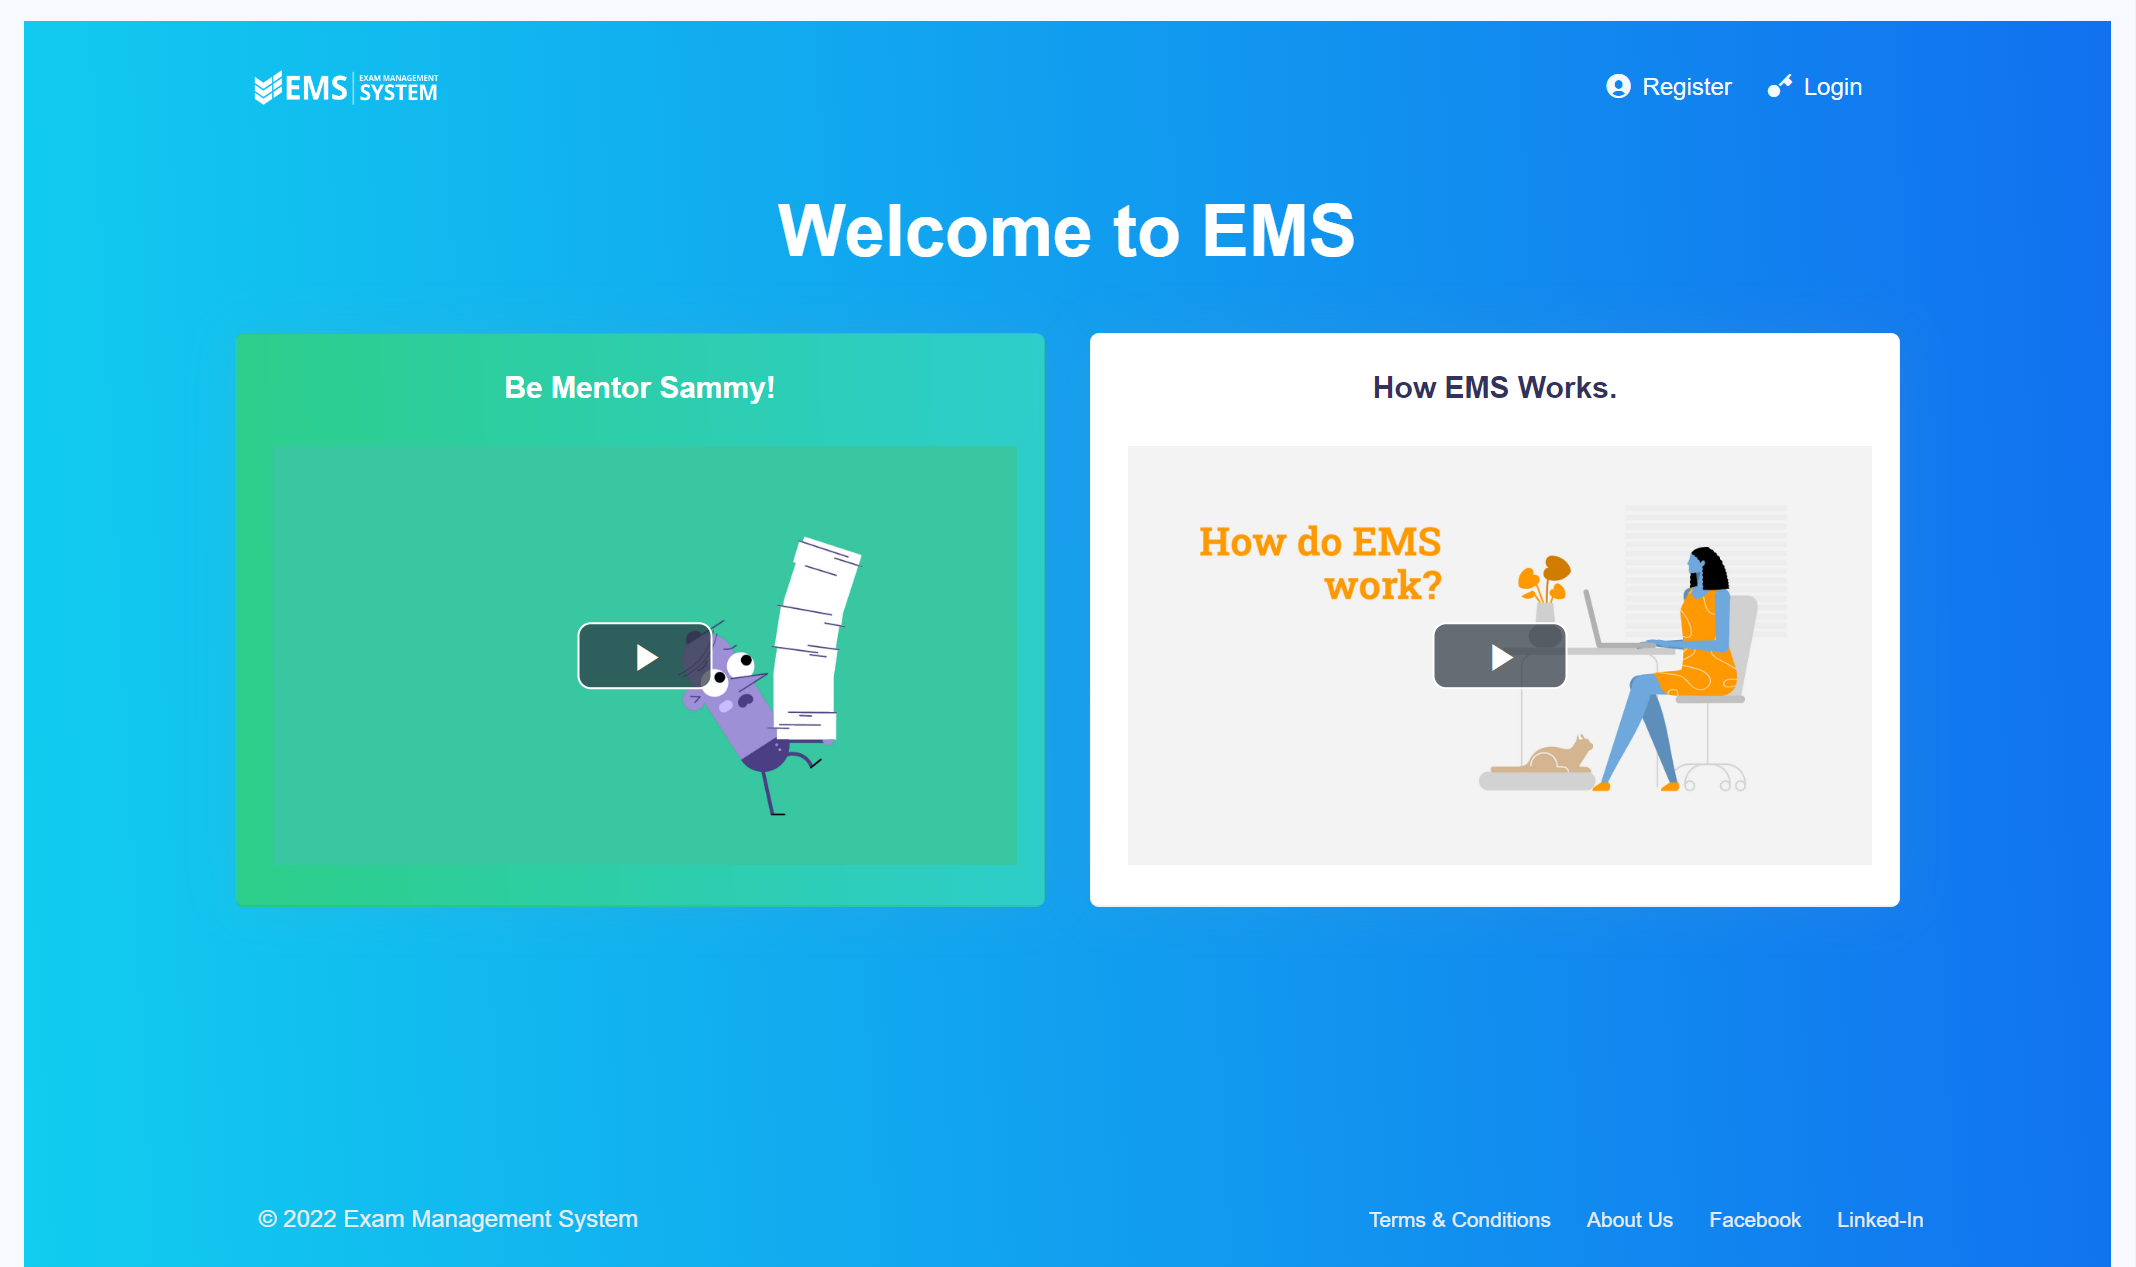 EMS
EXAM MANAGEMENT
SYSTEM
Register
Login
Welcome to EMS
Be Mentor Sammy!
How EMS Works.
How do EMS
work?
© 2022 Exam Management System
Terms & Conditions
About Us
Facebook
Linked-In